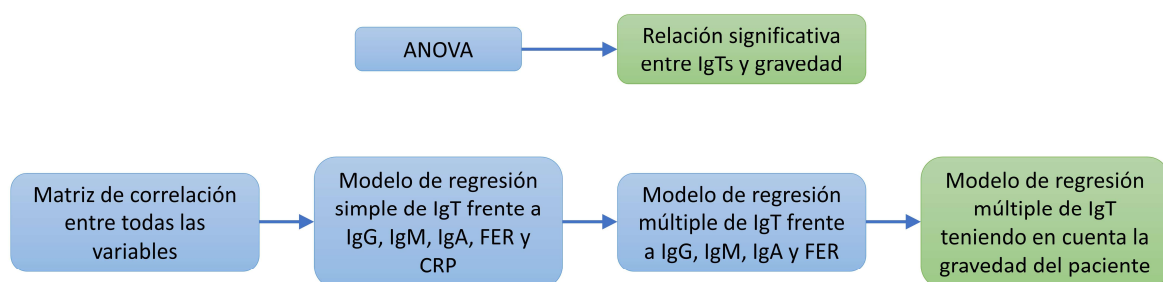 ANOVA
Relación significativa
entre IgTs y gravedad
Matriz de correlación
entre todas las
variables
Modelo de regresión
simple de IgT frente a
IgG, IgM, IgA, FER y
CRP
Modelo de regresión
múltiple de IgT frente
a IgG, IgM, IgA y FER
Modelo de regresión
múltiple de IgT
teniendo en cuenta la
gravedad del paciente